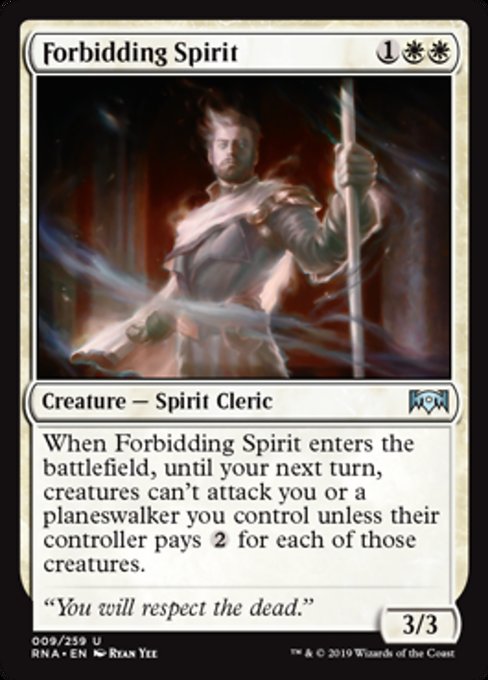 Forbidding Spirit 1
Creature — Spirit Cleric
When Forbidding Spirit enters the
battlefield, until your next turn,
creatures can't attack you or a
planeswalker you control unless their
controller pays 2 for each of those
creatures.
"You will respect the dead."
3/3
009/259 U
RNA • EN Ryan Yee
™ & © 2019 Wizards of the Coast